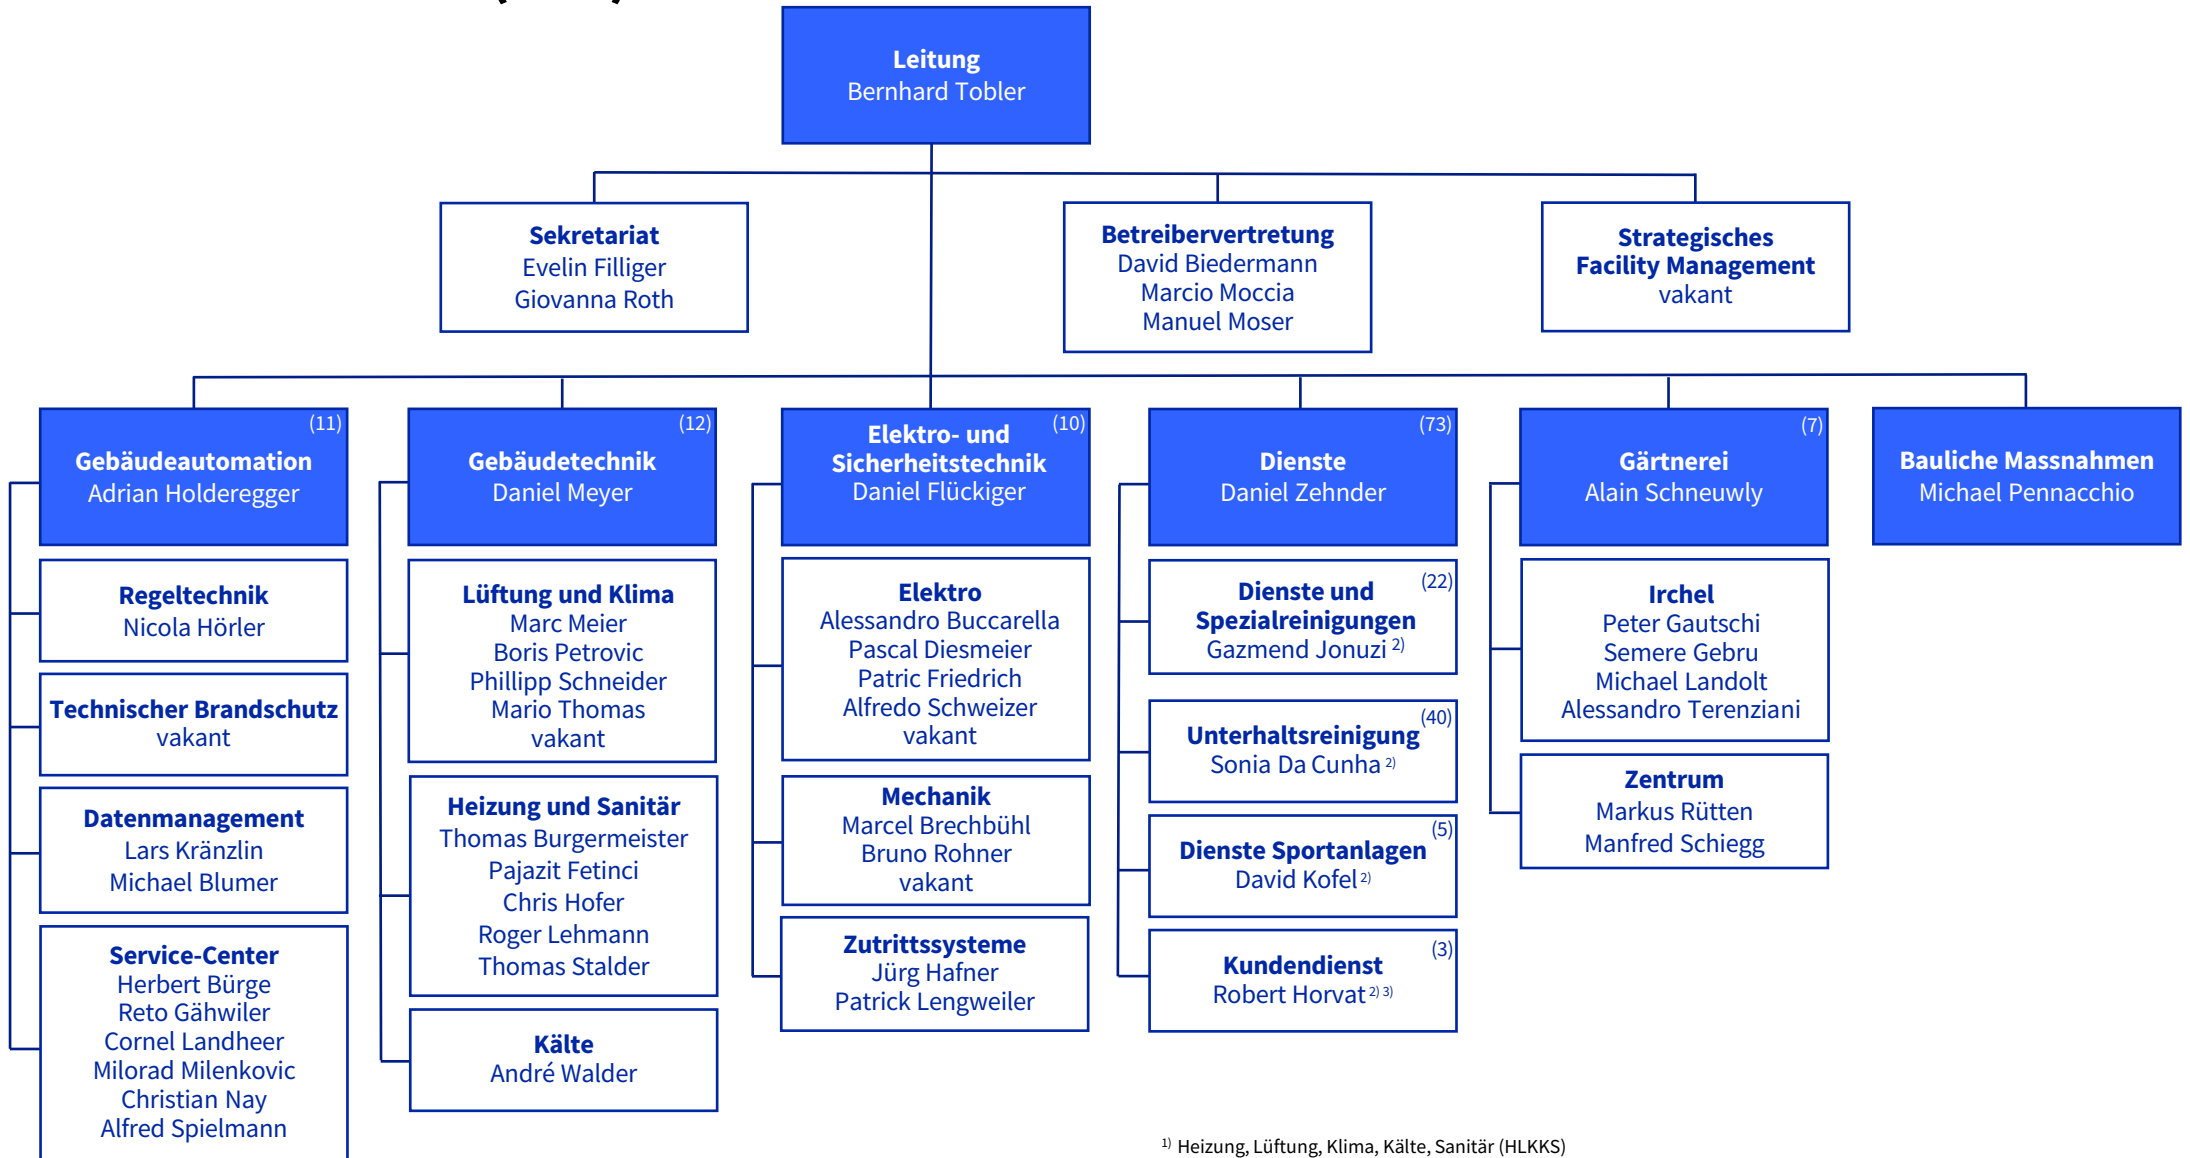 Leitung
Bernhard Tobler
Sekretariat
Evelin Filliger
Giovanna Roth
Betreibervertretung
David Biedermann
Marcio Moccia
Manuel Moser
Strategisches
Facility Management
vakant
(11)
Gebäudeautomation
Adrian Holderegger
Regeltechnik
Nicola Hörler
Technischer Brandschutz
vakant
Datenmanagement
Lars Kränzlin
Michael Blumer
Service-Center
Herbert Bürge
Reto Gähwiler
Cornel Landheer
Milorad Milenkovic
Christian Nay
Alfred Spielmann
(12)
Gebäudetechnik
Daniel Meyer
Lüftung und Klima
Marc Meier
Boris Petrovic
Phillipp Schneider
Mario Thomas
vakant
Heizung und Sanitär
Thomas Burgermeister
Pajazit Fetinci
Chris Hofer
Roger Lehmann
Thomas Stalder
Kälte
André Walder
(10)
Elektro- und
Sicherheitstechnik
Daniel Flückiger
Elektro
Alessandro Buccarella
Pascal Diesmeier
Patric Friedrich
Alfredo Schweizer
vakant
Mechanik
Marcel Brechbühl
Bruno Rohner
vakant
Zutrittssysteme
Jürg Hafner
Patrick Lengweiler
(73)
Dienste
Daniel Zehnder
(22)
Dienste und
Spezialreinigungen
Gazmend Jonuzi 2)
(40)
Unterhaltsreinigung
Sonia Da Cunha 2)
(5)
Dienste Sportanlagen
David Kofel 2)
(3)
Kundendienst
Robert Horvat 2) 3)
(7)
Gärtnerei
Alain Schneuwly
Irchel
Peter Gautschi
Semere Gebru
Michael Landolt
Alessandro Terenziani
Zentrum
Markus Rütten
Manfred Schiegg
Bauliche Massnahmen
Michael Pennacchio
1) Heizung, Lüftung, Klima, Kälte, Sanitär (HLKKS)